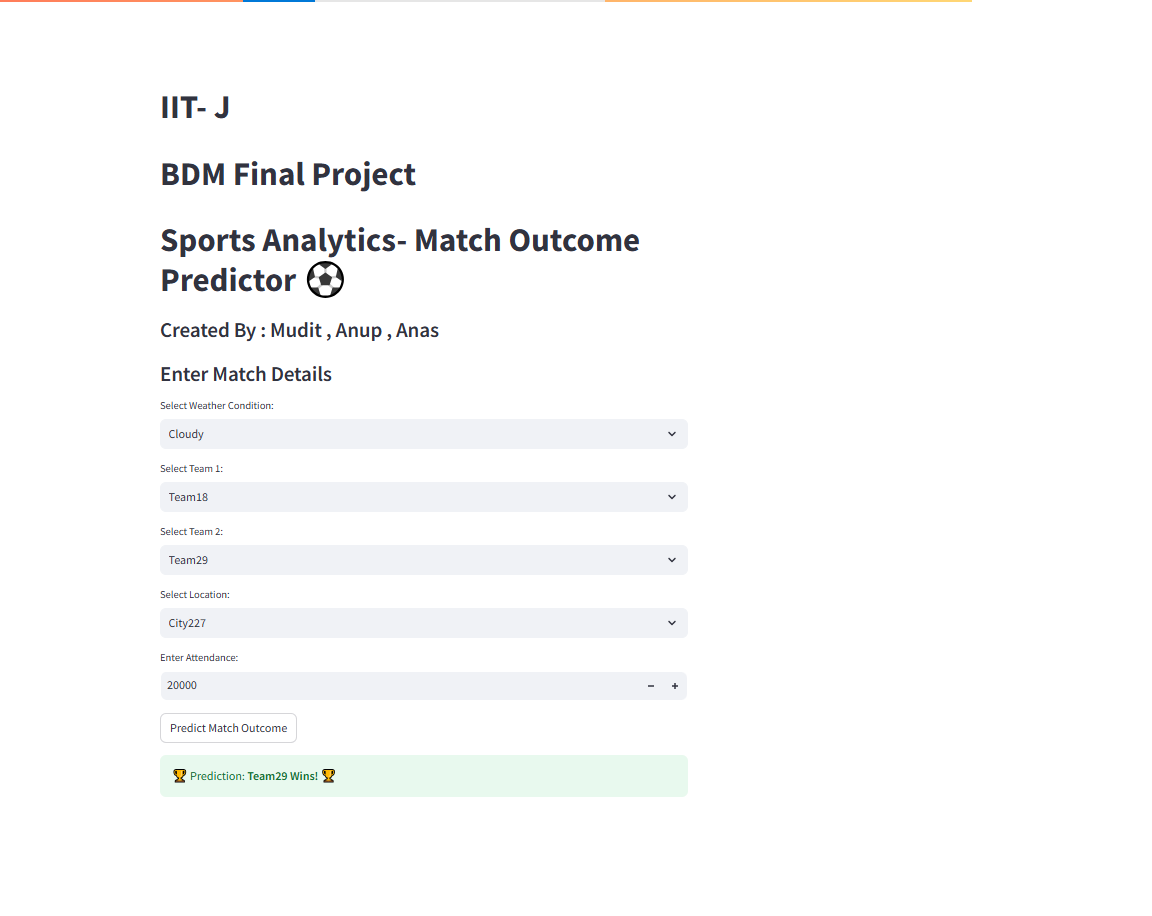 IIT- J
BDM Final Project
Sports Analytics- Match Outcome
Predictor ⚽
Created By : Mudit , Anup , Anas
Enter Match Details
Select Weather Condition:
Cloudy
Select Team 1:
Team18
Select Team 2:
Team29
Select Location:
City227
Enter Attendance:
20000 − +
Predict Match Outcome
🏆 Prediction: Team29 Wins! 🏆